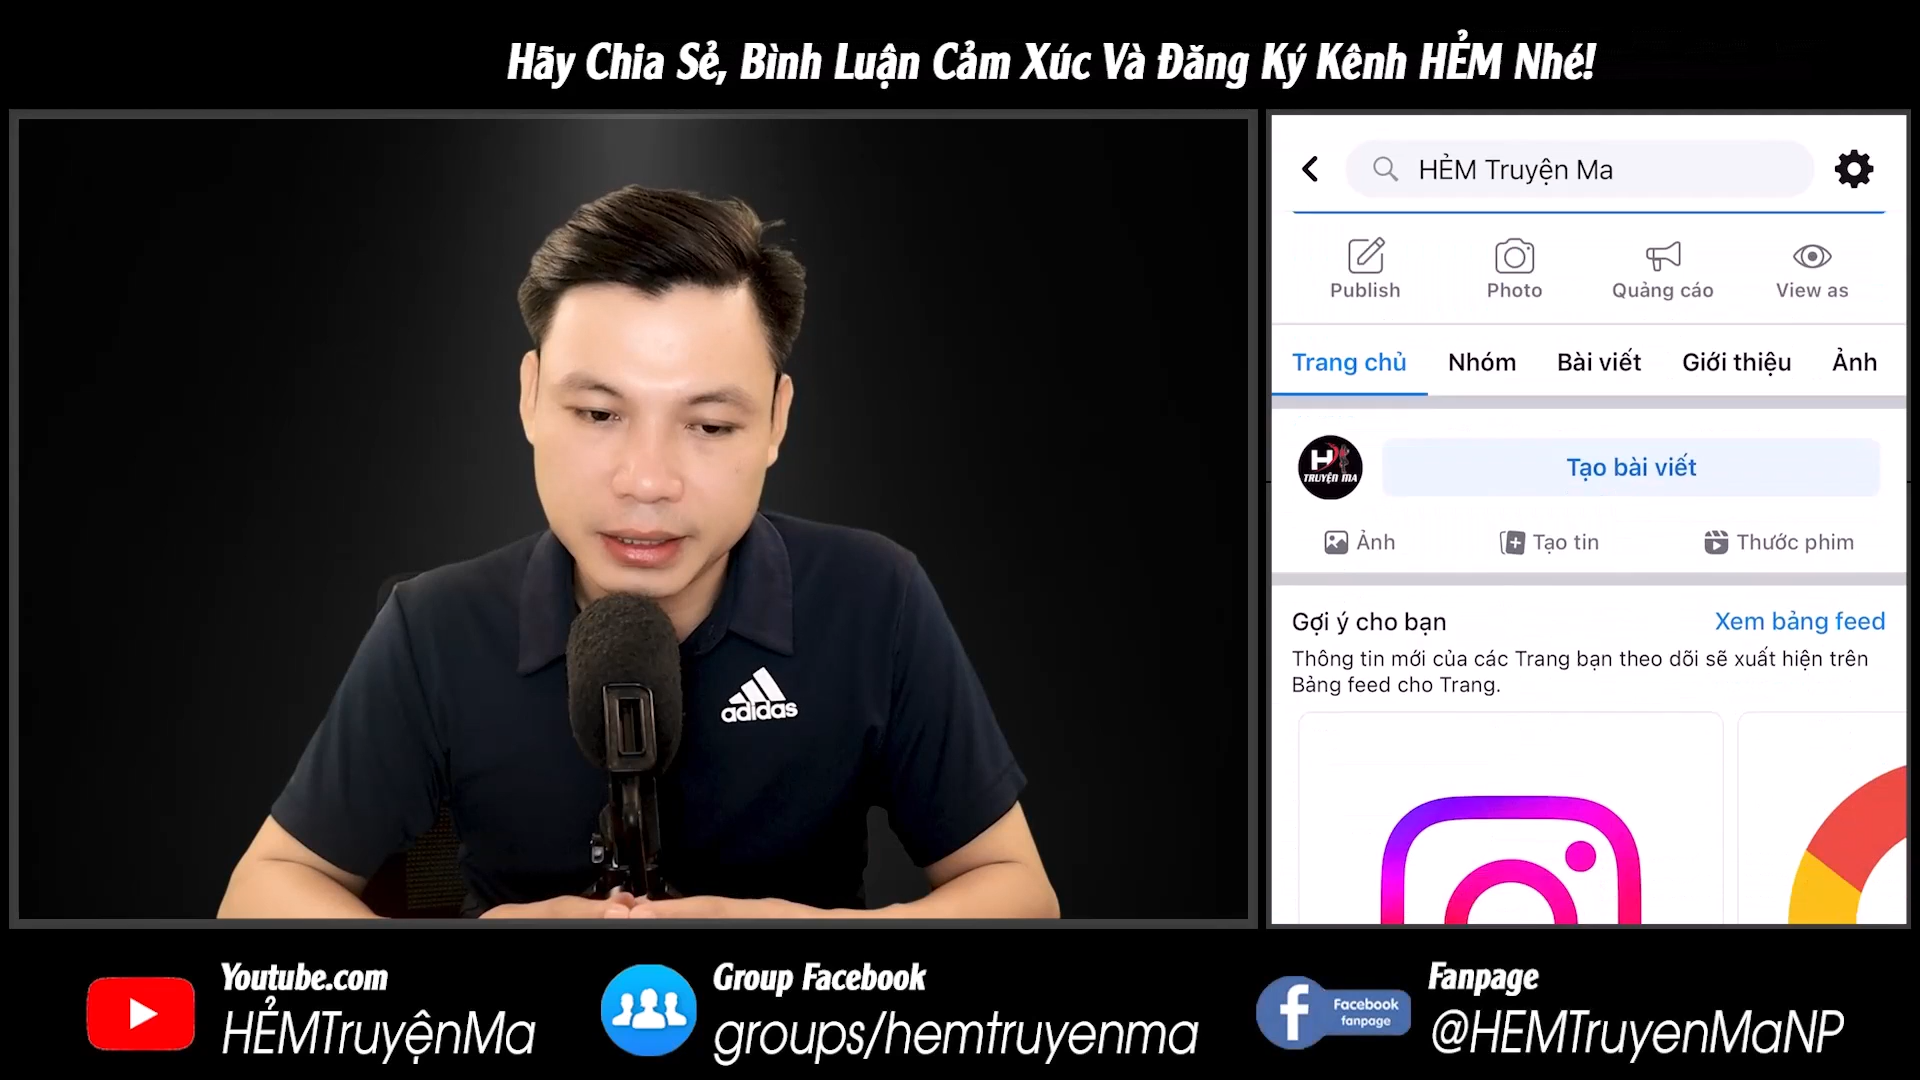 Hãy Chia Sẻ, Bình Luận Cảm Xúc Và Đăng Ký Kênh HẺM Nhé!
HẺM Truyện Ma
Publish
Photo
Quảng cáo
View as
Trang chủ
Nhóm
Bài viết
Giới thiệu
Ảnh
H
TRUYỆN MA
Tạo bài viết
Ảnh
Tạo tin
Thước phim
Gợi ý cho bạn
Xem bảng feed
Thông tin mới của các Trang bạn theo dõi sẽ xuất hiện trên
Bảng feed cho Trang.
adidas
Youtube.com
HẺMTruyệnMa
Group Facebook
groups/hemtruyenma
f
Facebook
fanpage
Fanpage
@HEMTruyenMaNP